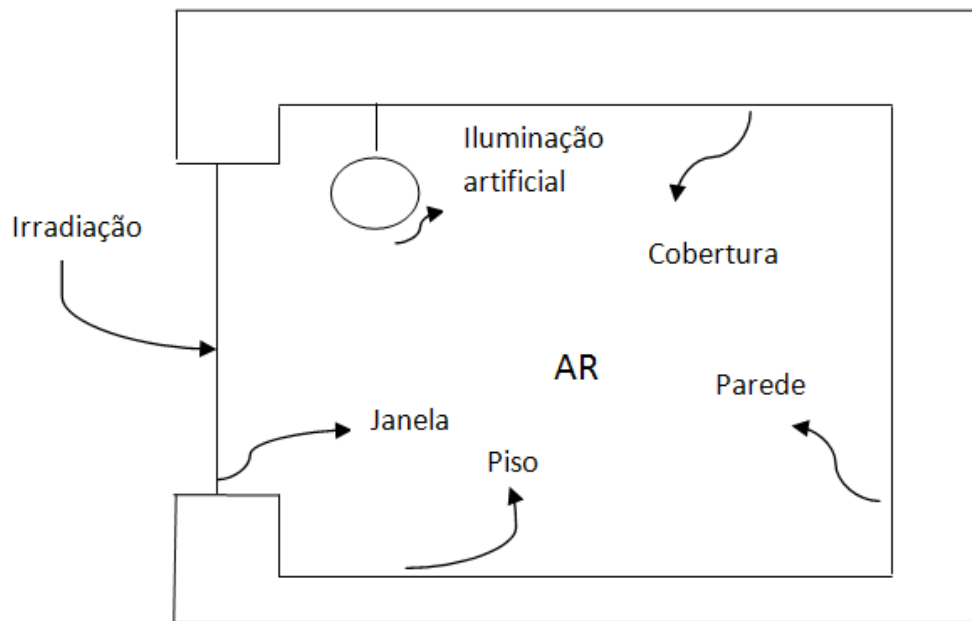 Iluminação
artificial
Irradiação
Cobertura
AR
Parede
Janela
Piso